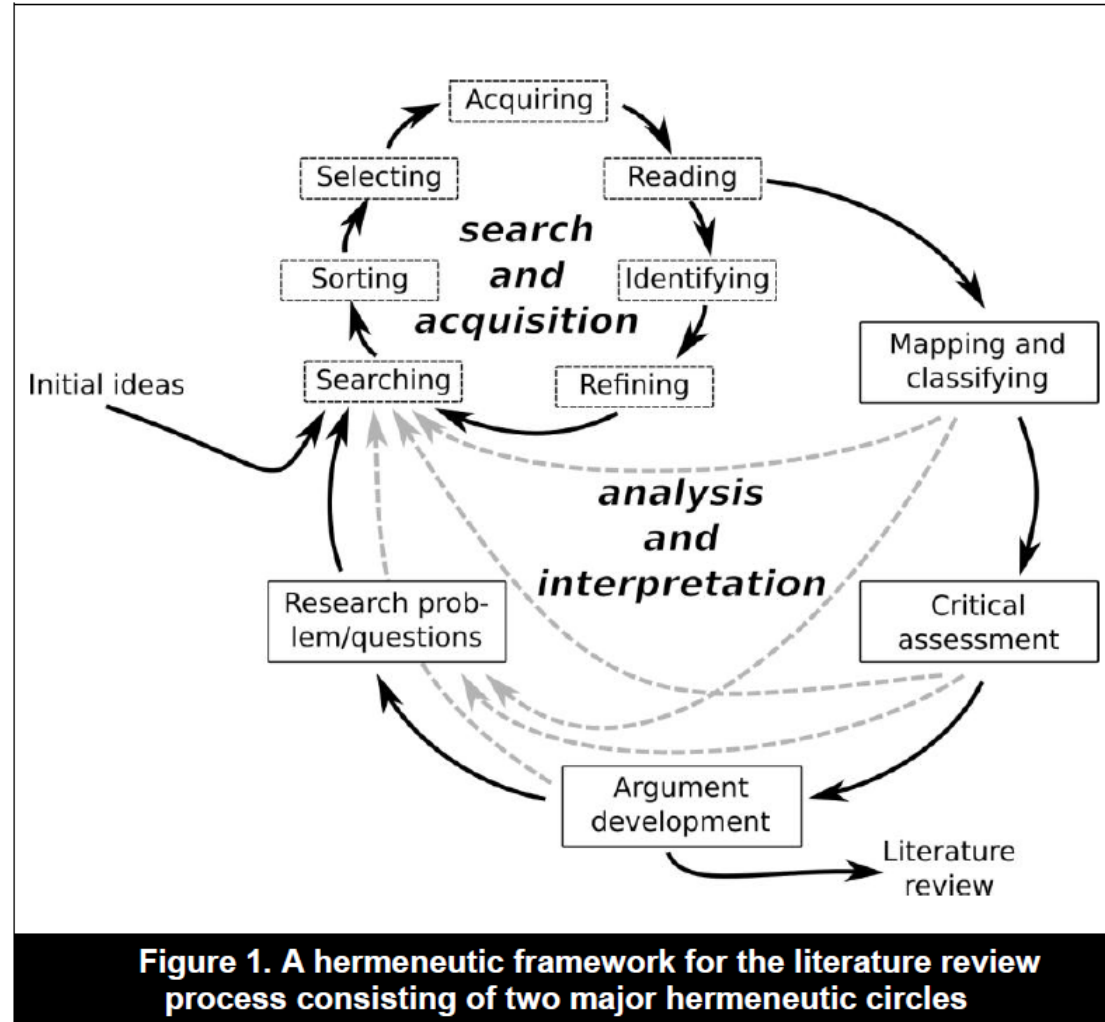 Acquiring
Selecting
Reading
search
and
acquisition
Sorting
Identifying
Searching
Refining
Initial ideas
Mapping and
classifying
analysis
and
interpretation
Research prob-
lem/questions
Critical
assessment
Argument
development
Literature
review
Figure 1. A hermeneutic framework for the literature review
process consisting of two major hermeneutic circles